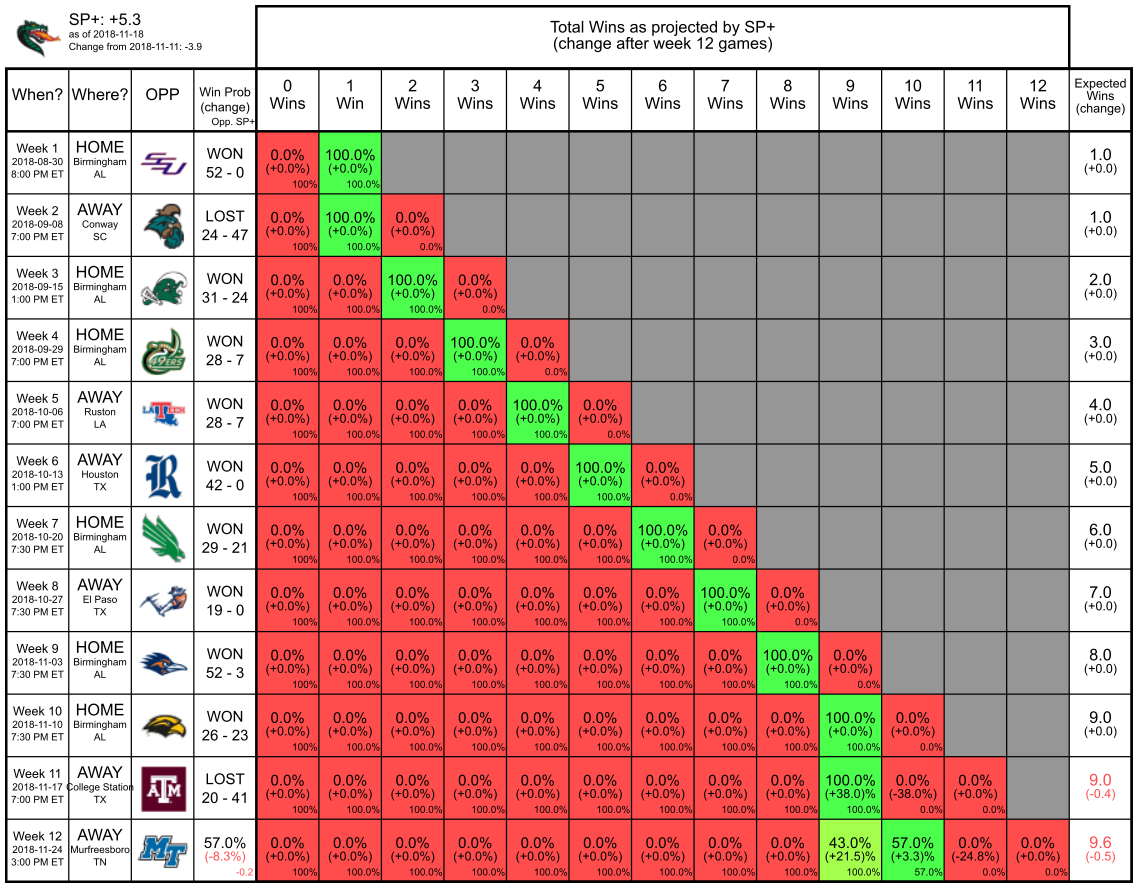 SP+: +5.3
as of 2018-11-18
Change from 2018-11-11: -3.9
Total Wins as projected by SP+
(change after week 12 games)
When? Where? OPP Win Prob (change) Opp. SP+ 0 Wins 1 Win 2 Wins 3 Wins 4 Wins 5 Wins 6 Wins 7 Wins 8 Wins 9 Wins 10 Wins 11 Wins 12 Wins Expected Wins (change)
Week 1 HOME WON 0.0% 100.0% 1.0
2018-08-30 Birmingham (+0.0%) (+0.0%) (+0.0)
8:00 PM ET AL 52 - 0 100% 100.0%
Week 2 AWAY LOST 0.0% 100.0% 0.0% 1.0
2018-09-08 Conway (+0.0%) (+0.0%) (+0.0%) (+0.0)
7:00 PM ET SC 24 - 47 100% 100.0% 0.0%
Week 3 HOME WON 0.0% 0.0% 100.0% 0.0% 2.0
2018-09-15 Birmingham (+0.0%) (+0.0%) (+0.0%) (+0.0%) (+0.0)
1:00 PM ET AL 31 - 24 100% 100.0% 100.0% 0.0%
Week 4 HOME WON 0.0% 0.0% 0.0% 100.0% 0.0% 3.0
2018-09-29 Birmingham 49ERS (+0.0%) (+0.0%) (+0.0%) (+0.0%) (+0.0%) (+0.0)
7:00 PM ET AL 28 - 7 100% 100.0% 100.0% 100.0% 0.0%
Week 5 AWAY WON 0.0% 0.0% 0.0% 0.0% 100.0% 0.0% 4.0
2018-10-06 Ruston LA TECH (+0.0%) (+0.0%) (+0.0%) (+0.0%) (+0.0%) (+0.0%) (+0.0)
7:00 PM ET LA 28 - 7 100% 100.0% 100.0% 100.0% 100.0% 0.0%
Week 6 AWAY WON 0.0% 0.0% 0.0% 0.0% 0.0% 100.0% 0.0% 5.0
2018-10-13 Houston R (+0.0%) (+0.0%) (+0.0%) (+0.0%) (+0.0%) (+0.0%) (+0.0%) (+0.0)
1:00 PM ET TX 42 - 0 100% 100.0% 100.0% 100.0% 100.0% 100.0% 0.0%
Week 7 HOME WON 0.0% 0.0% 0.0% 0.0% 0.0% 0.0% 100.0% 0.0% 6.0
2018-10-20 Birmingham (+0.0%) (+0.0%) (+0.0%) (+0.0%) (+0.0%) (+0.0%) (+0.0%) (+0.0%) (+0.0)
7:30 PM ET AL 29 - 21 100% 100.0% 100.0% 100.0% 100.0% 100.0% 100.0% 0.0%
Week 8 AWAY WON 0.0% 0.0% 0.0% 0.0% 0.0% 0.0% 0.0% 100.0% 0.0% 7.0
2018-10-27 El Paso (+0.0%) (+0.0%) (+0.0%) (+0.0%) (+0.0%) (+0.0%) (+0.0%) (+0.0%) (+0.0%) (+0.0)
7:30 PM ET TX 19 - 0 100% 100.0% 100.0% 100.0% 100.0% 100.0% 100.0% 100.0% 0.0%
Week 9 HOME WON 0.0% 0.0% 0.0% 0.0% 0.0% 0.0% 0.0% 0.0% 100.0% 0.0% 8.0
2018-11-03 Birmingham (+0.0%) (+0.0%) (+0.0%) (+0.0%) (+0.0%) (+0.0%) (+0.0%) (+0.0%) (+0.0%) (+0.0%) (+0.0)
7:30 PM ET AL 52 - 3 100% 100.0% 100.0% 100.0% 100.0% 100.0% 100.0% 100.0% 100.0% 0.0%
Week 10 HOME WON 0.0% 0.0% 0.0% 0.0% 0.0% 0.0% 0.0% 0.0% 0.0% 100.0% 0.0% 9.0
2018-11-10 Birmingham (+0.0%) (+0.0%) (+0.0%) (+0.0%) (+0.0%) (+0.0%) (+0.0%) (+0.0%) (+0.0%) (+0.0%) (+0.0%) (+0.0)
7:30 PM ET AL 26 - 23 100% 100.0% 100.0% 100.0% 100.0% 100.0% 100.0% 100.0% 100.0% 100.0% 0.0%
Week 11 AWAY LOST 0.0% 0.0% 0.0% 0.0% 0.0% 0.0% 0.0% 0.0% 0.0% 100.0% 0.0% 0.0% 9.0
2018-11-17 College Station ATM (+0.0%) (+0.0%) (+0.0%) (+0.0%) (+0.0%) (+0.0%) (+0.0%) (+0.0%) (+0.0%) (+38.0)% (-38.0%) (+0.0%) (-0.4)
7:00 PM ET TX 20 - 41 100% 100.0% 100.0% 100.0% 100.0% 100.0% 100.0% 100.0% 100.0% 100.0% 0.0% 0.0%
Week 12 AWAY 57.0% 0.0% 0.0% 0.0% 0.0% 0.0% 0.0% 0.0% 0.0% 0.0% 43.0% 57.0% 0.0% 0.0% 9.6
2018-11-24 Murfreesboro MT (-8.3%) (+0.0%) (+0.0%) (+0.0%) (+0.0%) (+0.0%) (+0.0%) (+0.0%) (+0.0%) (+0.0%) (+21.5)% (+3.3)% (-24.8%) (+0.0%) (-0.5)
3:00 PM ET TN -0.2 100% 100.0% 100.0% 100.0% 100.0% 100.0% 100.0% 100.0% 100.0% 100.0% 57.0% 0.0% 0.0%